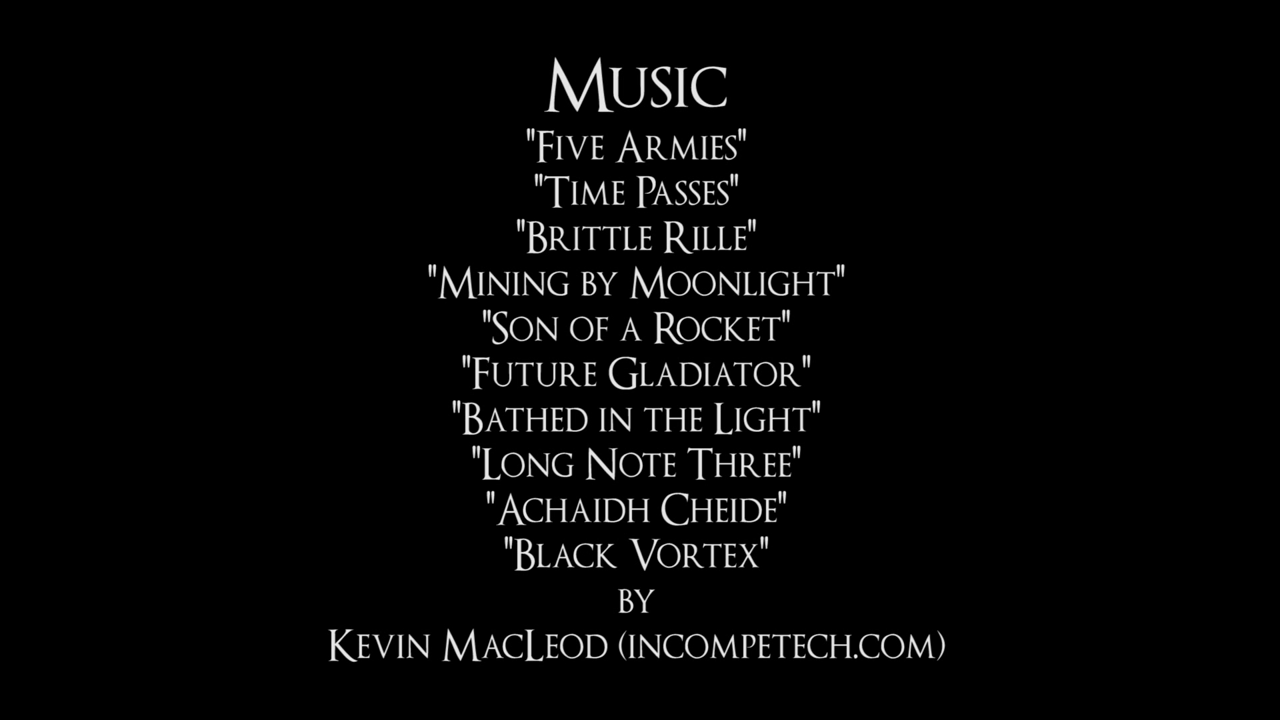 Music
"Five Armies"
"Time Passes"
"Brittle Rille"
"Mining by Moonlight"
"Son of a Rocket"
"Future Gladiator"
"Bathed in the Light"
"Long Note Three"
"Achaidh Cheide"
"Black Vortex"
by
Kevin MacLeod (incompetech.com)